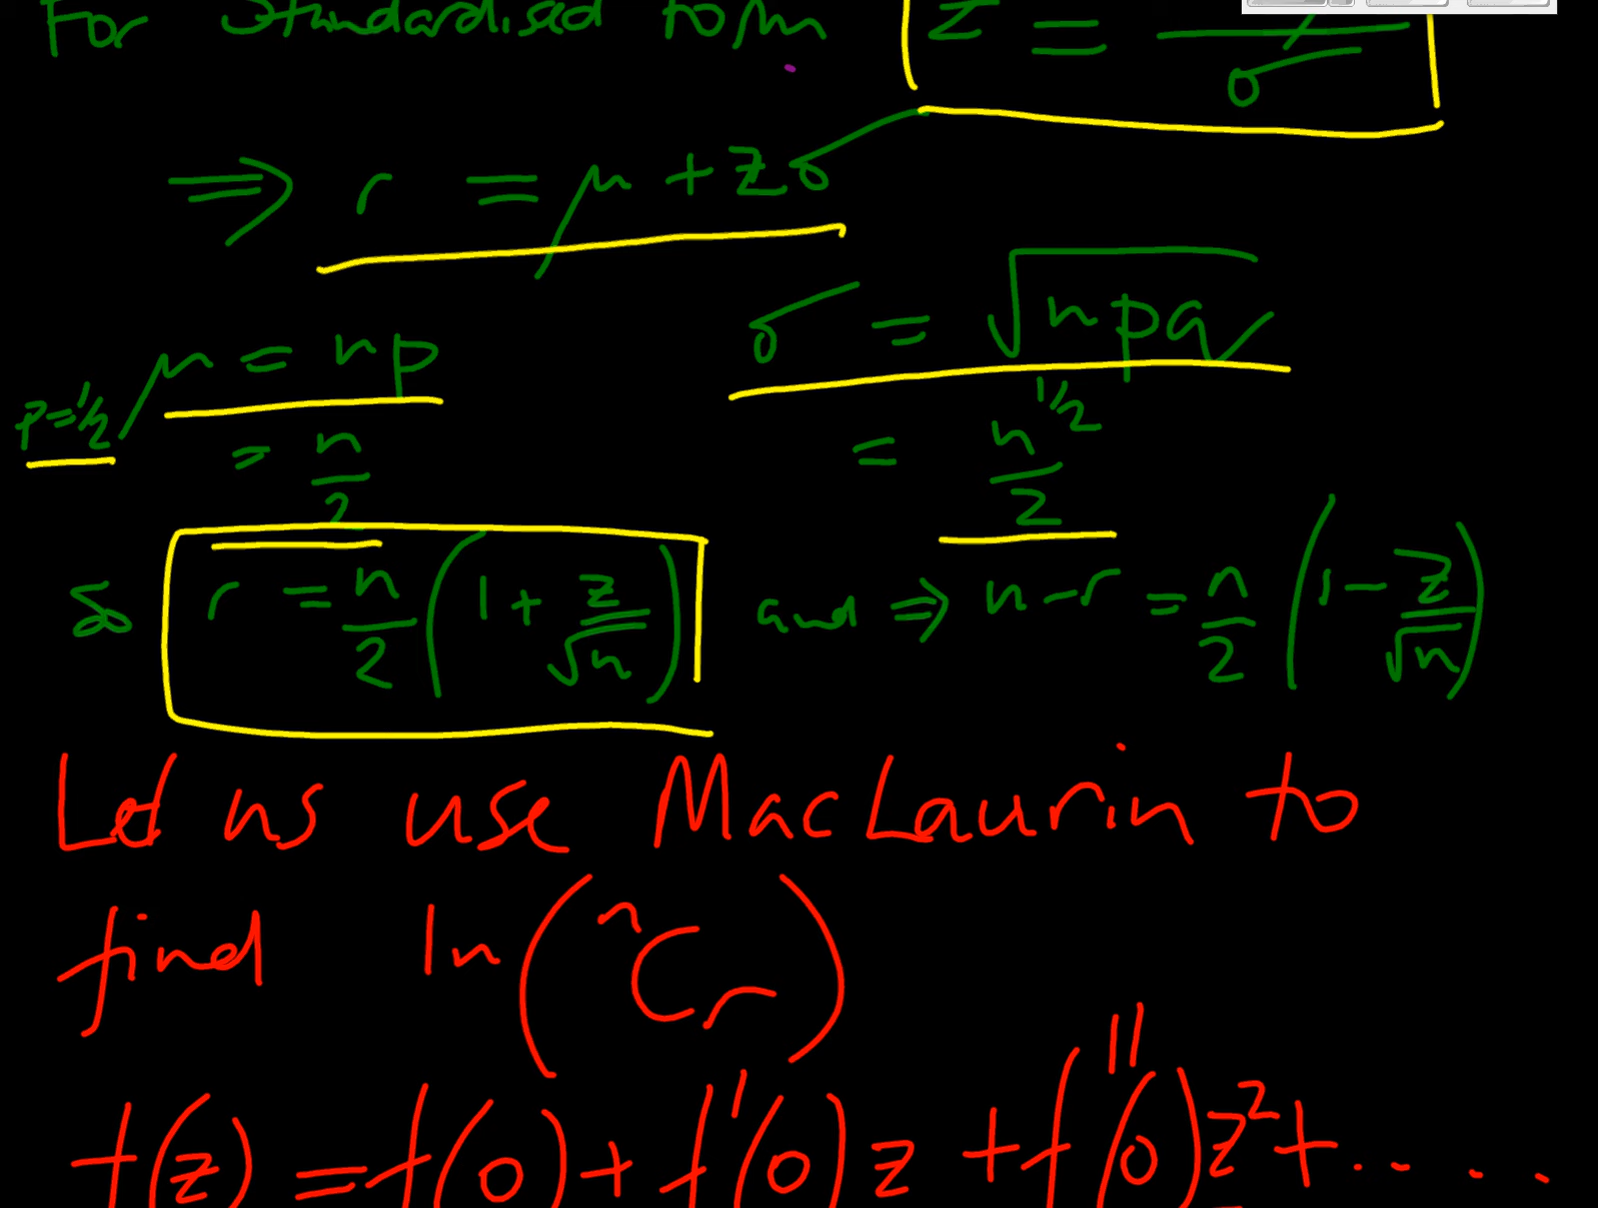 For Standardised form z = / σ
⇒ r = μ + zσ
μ = np σ = √npq
p=1/2 = n/2 = n^1/2 / 2
So r = n/2 (1 + z/√n) and ⇒ n - r = n/2 (1 - z/√n)
Let us use MacLaurin to
find ln(ⁿCr)
f(z) = f(0) + f'(0) z + f''(0) z² + .....